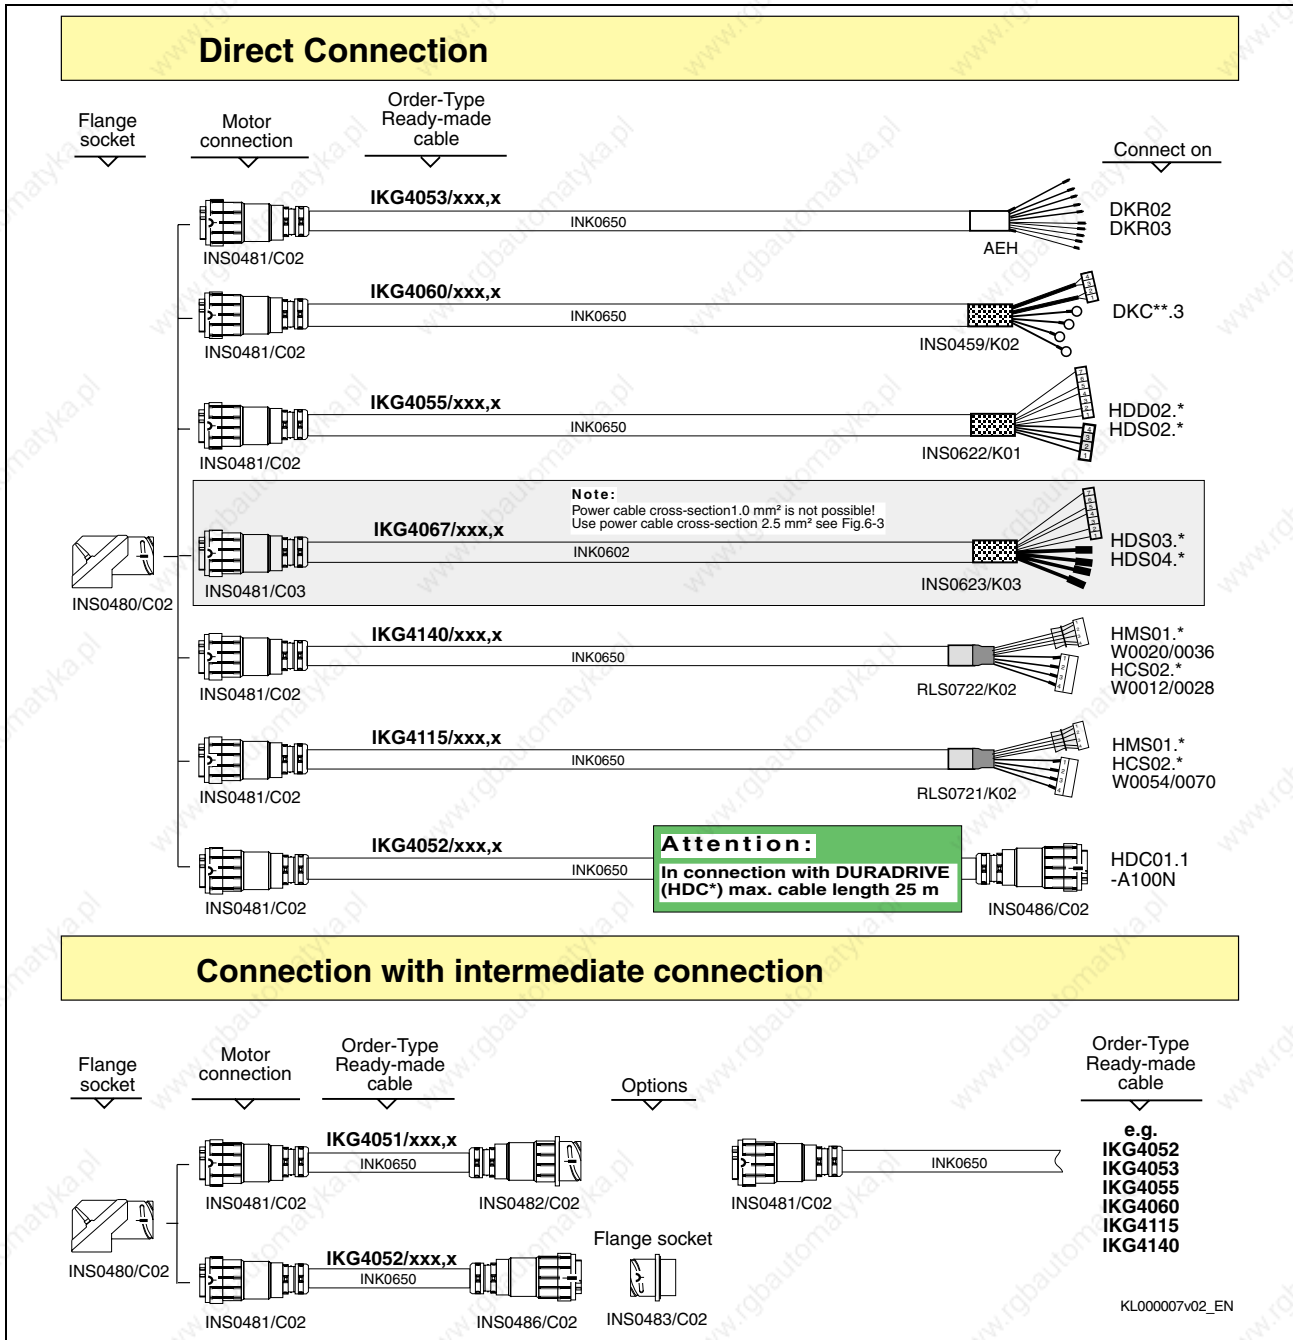 Direct Connection
Flange
socket
Motor
connection
Order-Type
Ready-made
cable
Connect on
IKG4053/xxx,x
INK0650
INS0481/C02
AEH
DKR02
DKR03
IKG4060/xxx,x
INK0650
INS0481/C02
INS0459/K02
DKC**.3
IKG4055/xxx,x
INK0650
INS0481/C02
INS0622/K01
HDD02.*
HDS02.*
Note:
Power cable cross-section1.0 mm² is not possible!
Use power cable cross-section 2.5 mm² see Fig.6-3
IKG4067/xxx,x
INK0602
INS0481/C03
INS0623/K03
HDS03.*
HDS04.*
INS0480/C02
IKG4140/xxx,x
INK0650
INS0481/C02
RLS0722/K02
HMS01.*
W0020/0036
HCS02.*
W0012/0028
IKG4115/xxx,x
INK0650
INS0481/C02
RLS0721/K02
HMS01.*
HCS02.*
W0054/0070
IKG4052/xxx,x
INK0650
INS0481/C02
Attention:
In connection with DURADRIVE
(HDC*) max. cable length 25 m
INS0486/C02
HDC01.1
-A100N
Connection with intermediate connection
Flange
socket
Motor
connection
Order-Type
Ready-made
cable
Options
Order-Type
Ready-made
cable
IKG4051/xxx,x
INK0650
INS0481/C02
INS0482/C02
INK0650
INS0481/C02
e.g.
IKG4052
IKG4053
IKG4055
IKG4060
IKG4115
IKG4140
INS0480/C02
IKG4052/xxx,x
INK0650
INS0481/C02
INS0486/C02
Flange socket
INS0483/C02
KL000007v02_EN
www.rgbautomatyka.pl